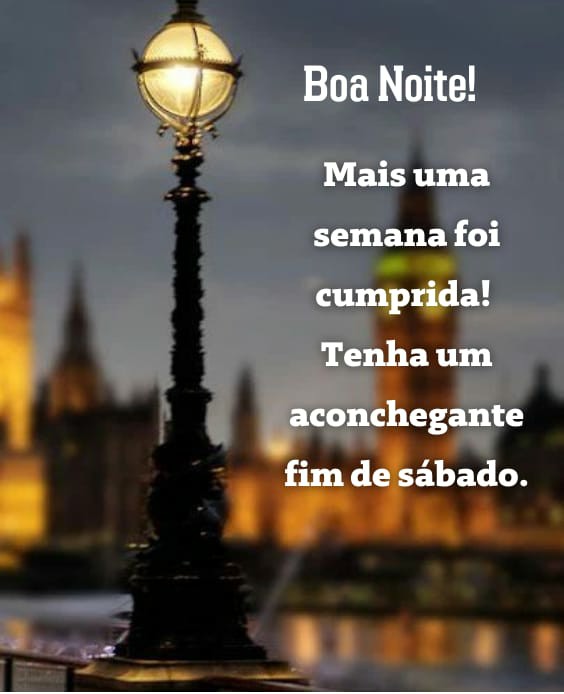 Boa Noite!
Mais uma
semana foi
cumprida!
Tenha um
aconchegante
fim de sábado.